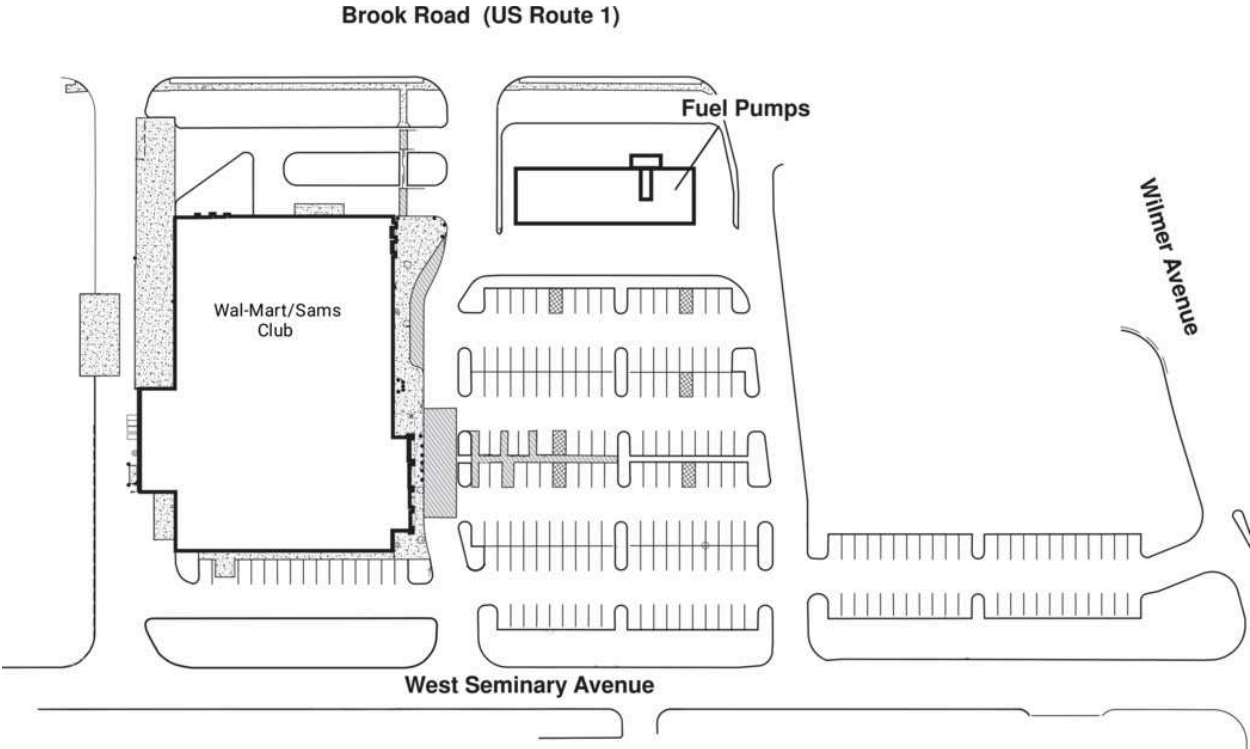 Brook Road (US Route 1)
Fuel Pumps
Wilmer Avenue
Wal-Mart/Sams
Club
West Seminary Avenue